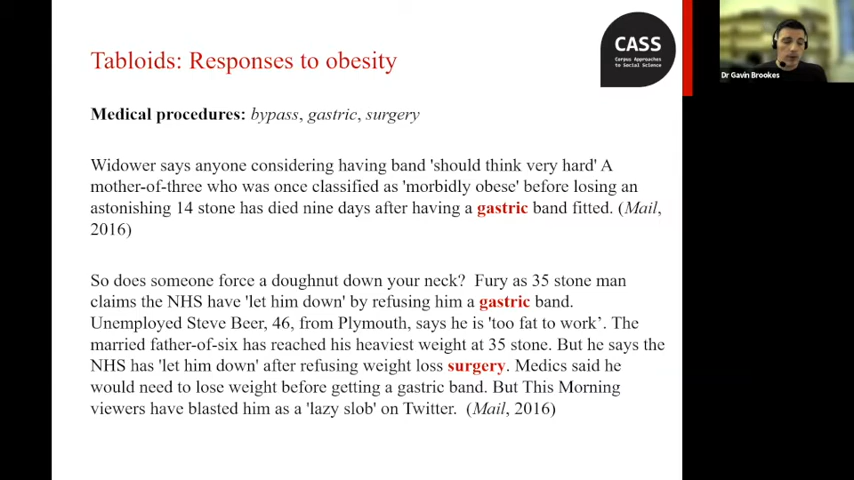 Tabloids: Responses to obesity
CASS
Corpus Approaches
to Social Science
Dr Gavin Brookes
Medical procedures: bypass, gastric, surgery
Widower says anyone considering having band 'should think very hard' A
mother-of-three who was once classified as 'morbidly obese' before losing an
astonishing 14 stone has died nine days after having a gastric band fitted. (Mail,
2016)
So does someone force a doughnut down your neck?  Fury as 35 stone man
claims the NHS have 'let him down' by refusing him a gastric band.
Unemployed Steve Beer, 46, from Plymouth, says he is 'too fat to work’. The
married father-of-six has reached his heaviest weight at 35 stone. But he says the
NHS has 'let him down' after refusing weight loss surgery. Medics said he
would need to lose weight before getting a gastric band. But This Morning
viewers have blasted him as a 'lazy slob' on Twitter.  (Mail, 2016)